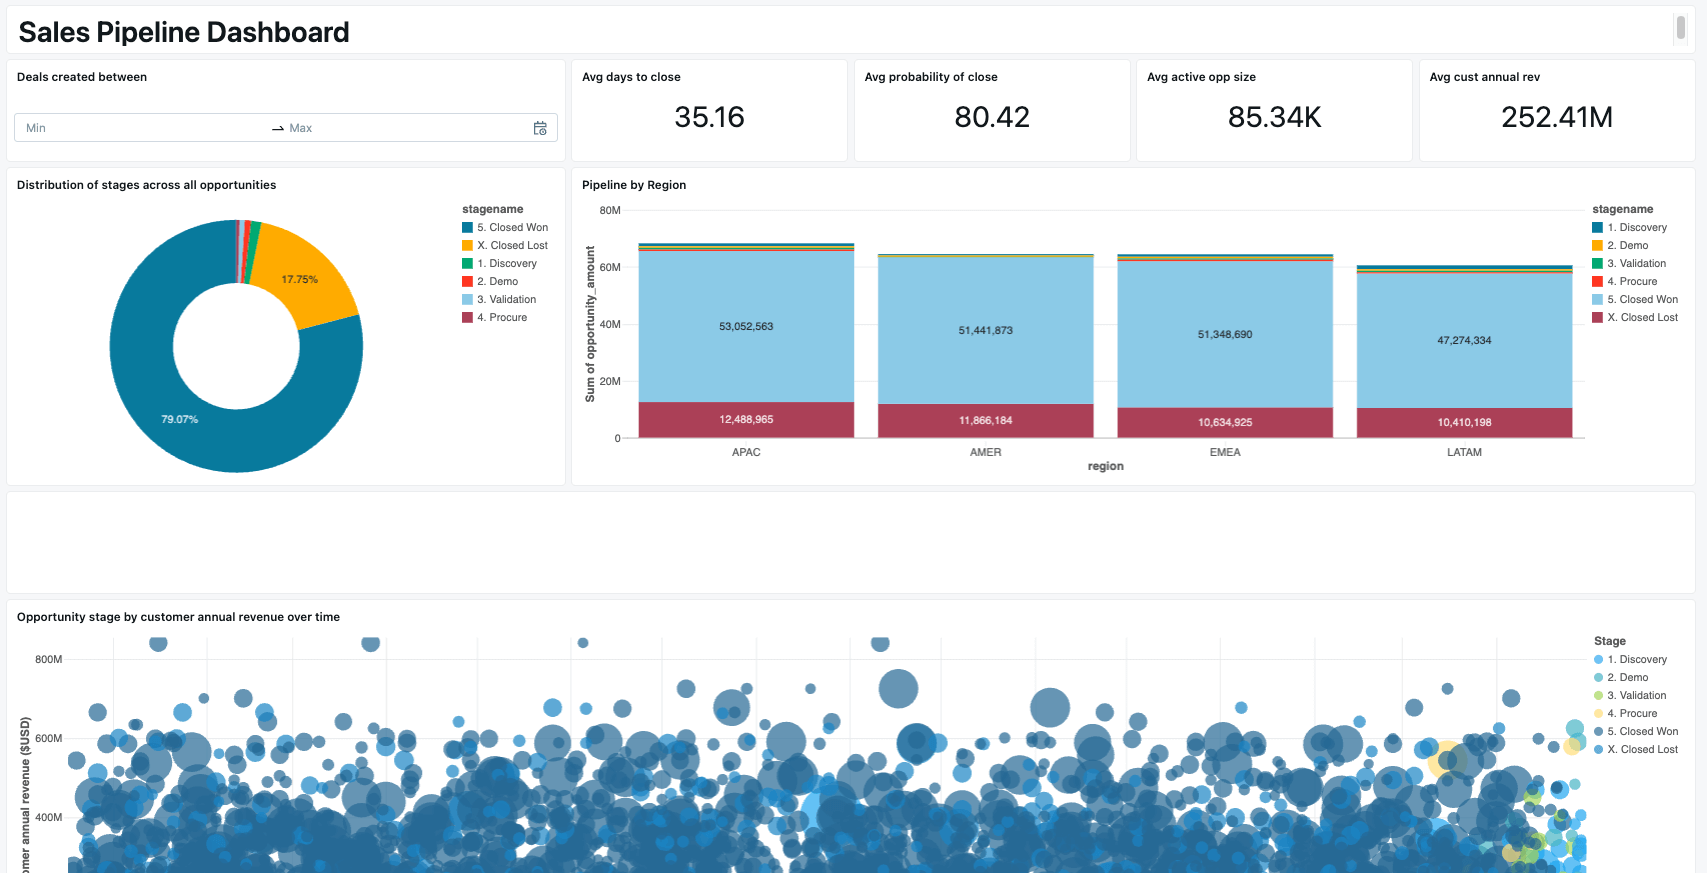 Sales Pipeline Dashboard
Deals created between
Min
Max
Avg days to close
35.16
Avg probability of close
80.42
Avg active opp size
85.34K
Avg cust annual rev
252.41M
Distribution of stages across all opportunities
17.75%
79.07%
stagename
5. Closed Won
X. Closed Lost
1. Discovery
2. Demo
3. Validation
4. Procure
Pipeline by Region
Sum of opportunity_amount
80M
60M
40M
20M
0
53,052,563
51,441,873
51,348,690
47,274,334
12,488,965
11,866,184
10,634,925
10,410,198
APAC
AMER
EMEA
LATAM
region
stagename
1. Discovery
2. Demo
3. Validation
4. Procure
5. Closed Won
X. Closed Lost
Opportunity stage by customer annual revenue over time
omer annual revenue ($USD)
800M
600M
400M
Stage
1. Discovery
2. Demo
3. Validation
4. Procure
5. Closed Won
X. Closed Lost